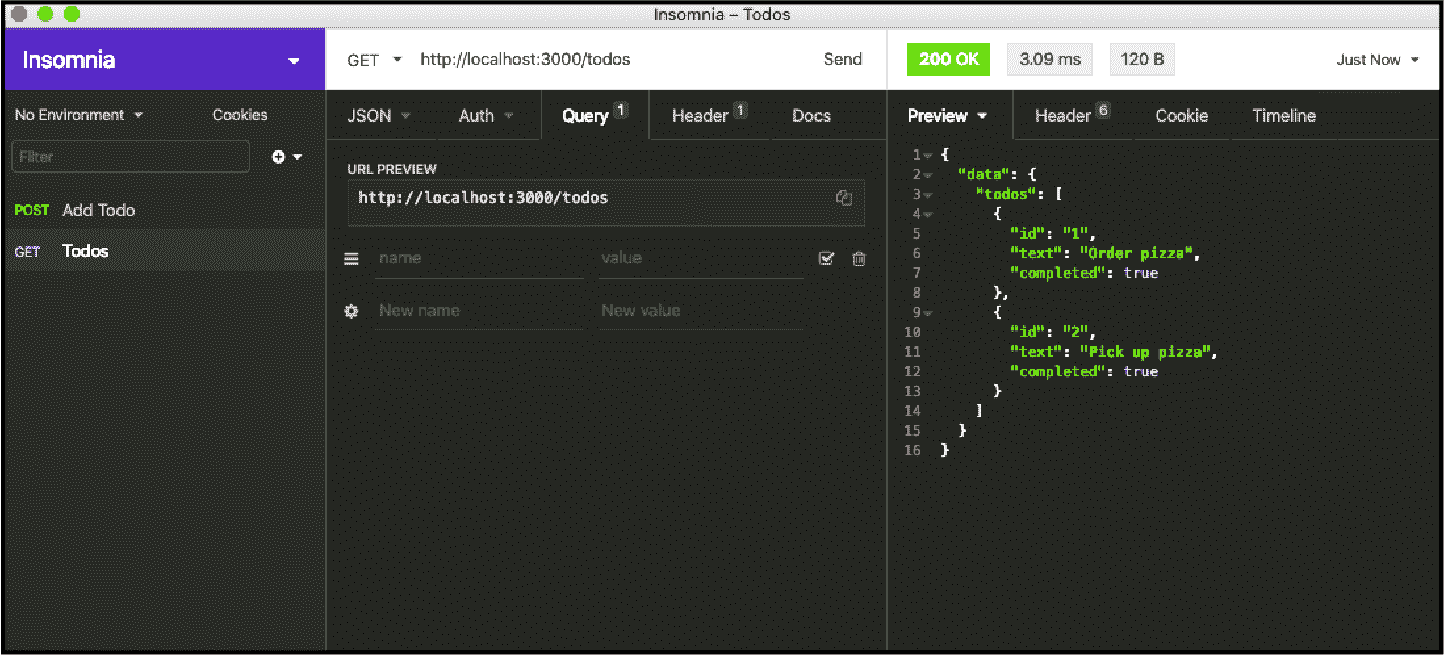 Insomnia – Todos
Insomnia
GET http://localhost:3000/todos Send
200 OK 3.09 ms 120 B Just Now
No Environment Cookies
JSON Auth Query 1 Header 1 Docs
Preview Header 6 Cookie Timeline
Filter
POST Add Todo
GET Todos
URL PREVIEW
http://localhost:3000/todos
name value
New name New value
1 {
2 "data": {
3 "todos": [
4 {
5 "id": "1",
6 "text": "Order pizza",
7 "completed": true
8 },
9 {
10 "id": "2",
11 "text": "Pick up pizza",
12 "completed": true
13 }
14 ]
15 }
16 }